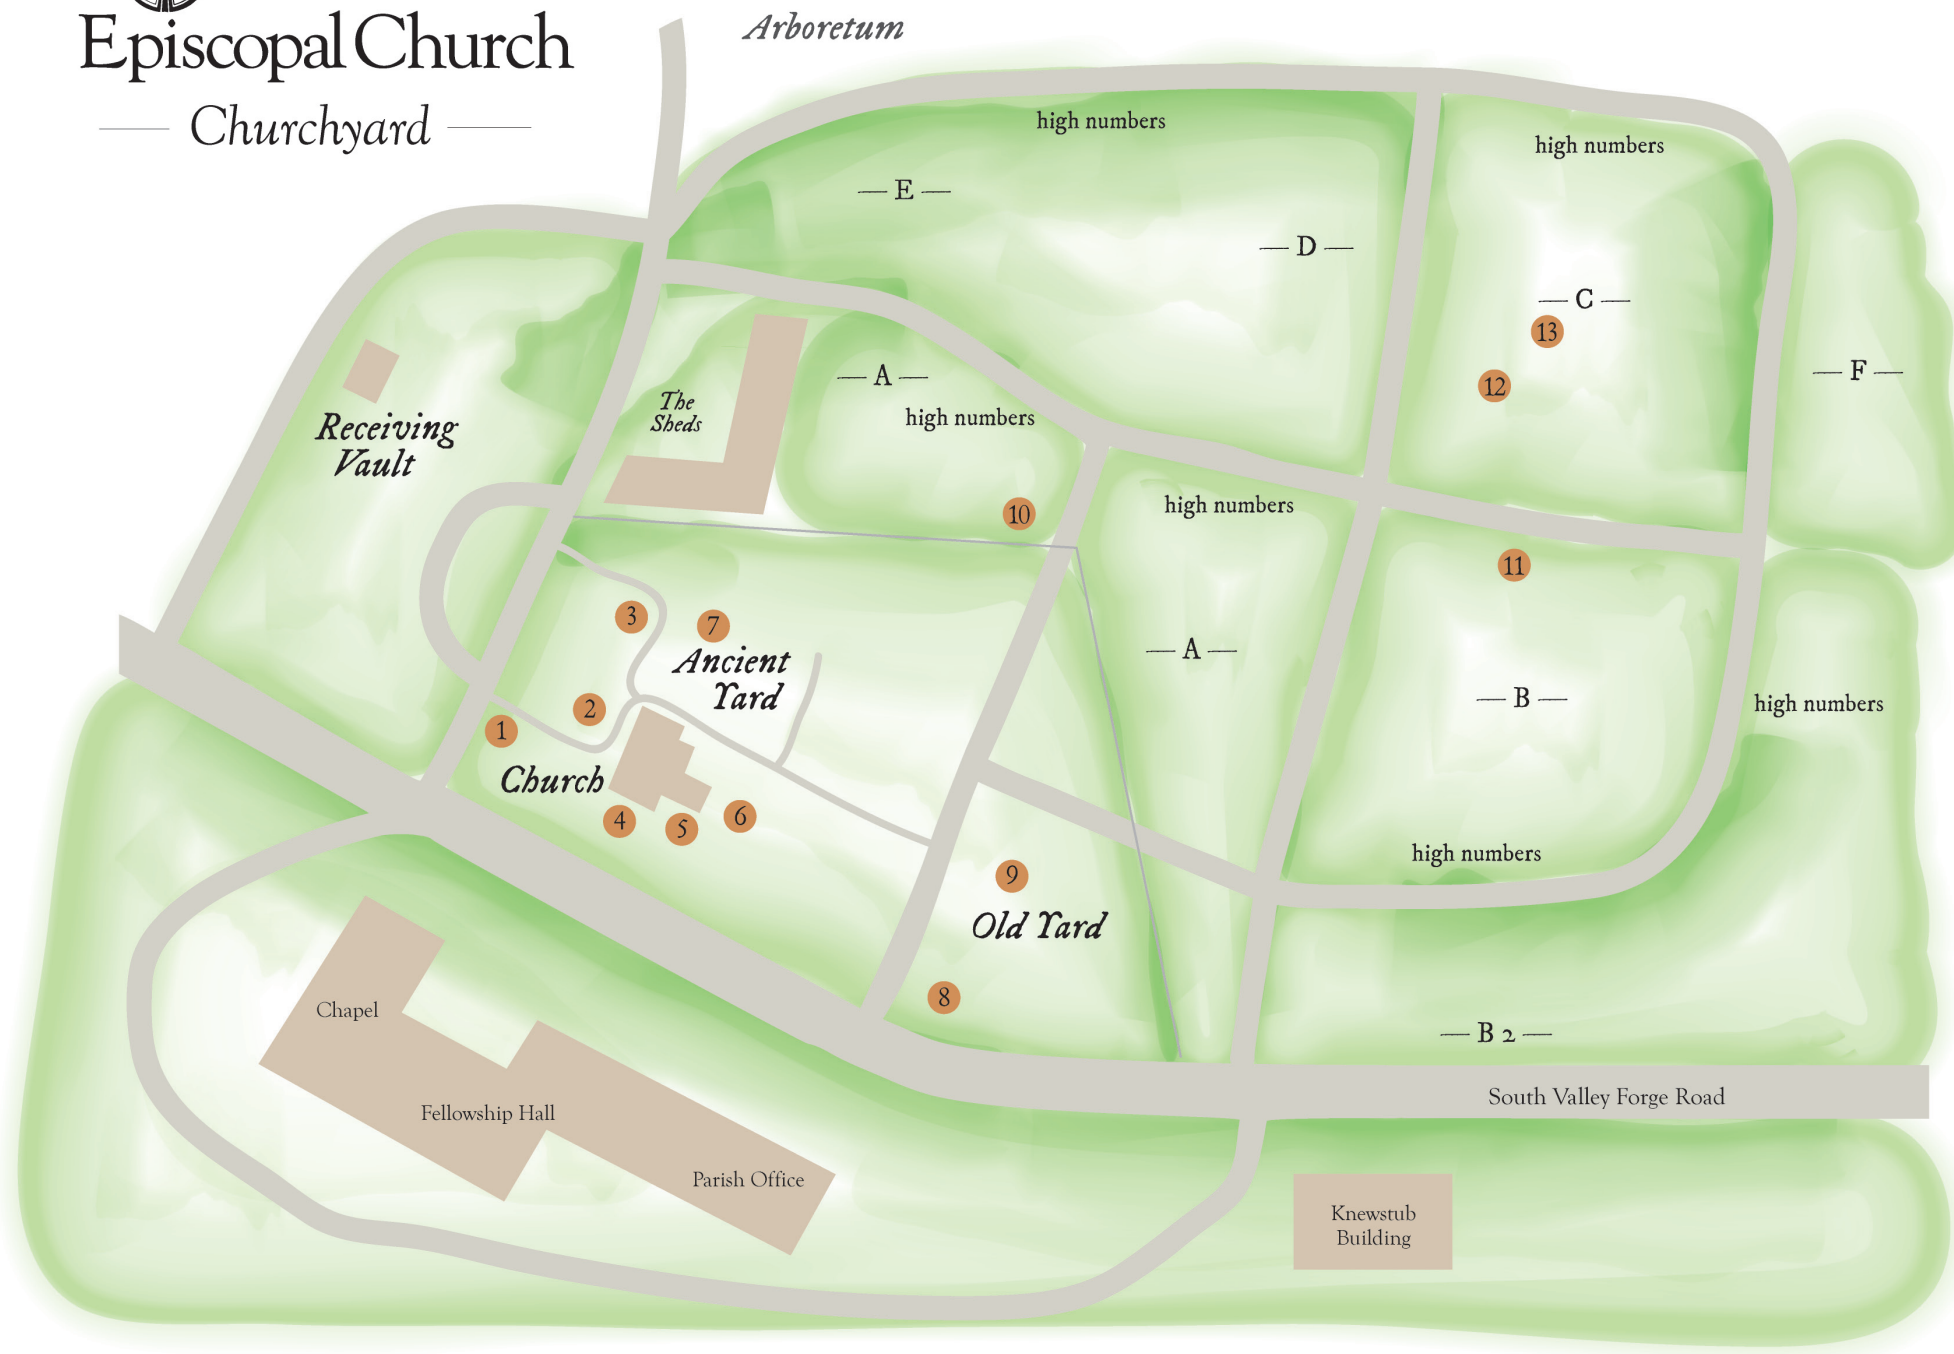 Episcopal Church
Churchyard
Arboretum
high numbers
high numbers
E
D
C
13
12
F
A
high numbers
The
Sheds
Receiving
Vault
10
high numbers
11
3
7
Ancient
Yard
A
B
high numbers
2
1
Church
4
5
6
high numbers
9
Old Yard
8
B 2
Chapel
South Valley Forge Road
Fellowship Hall
Parish Office
Knewstub
Building